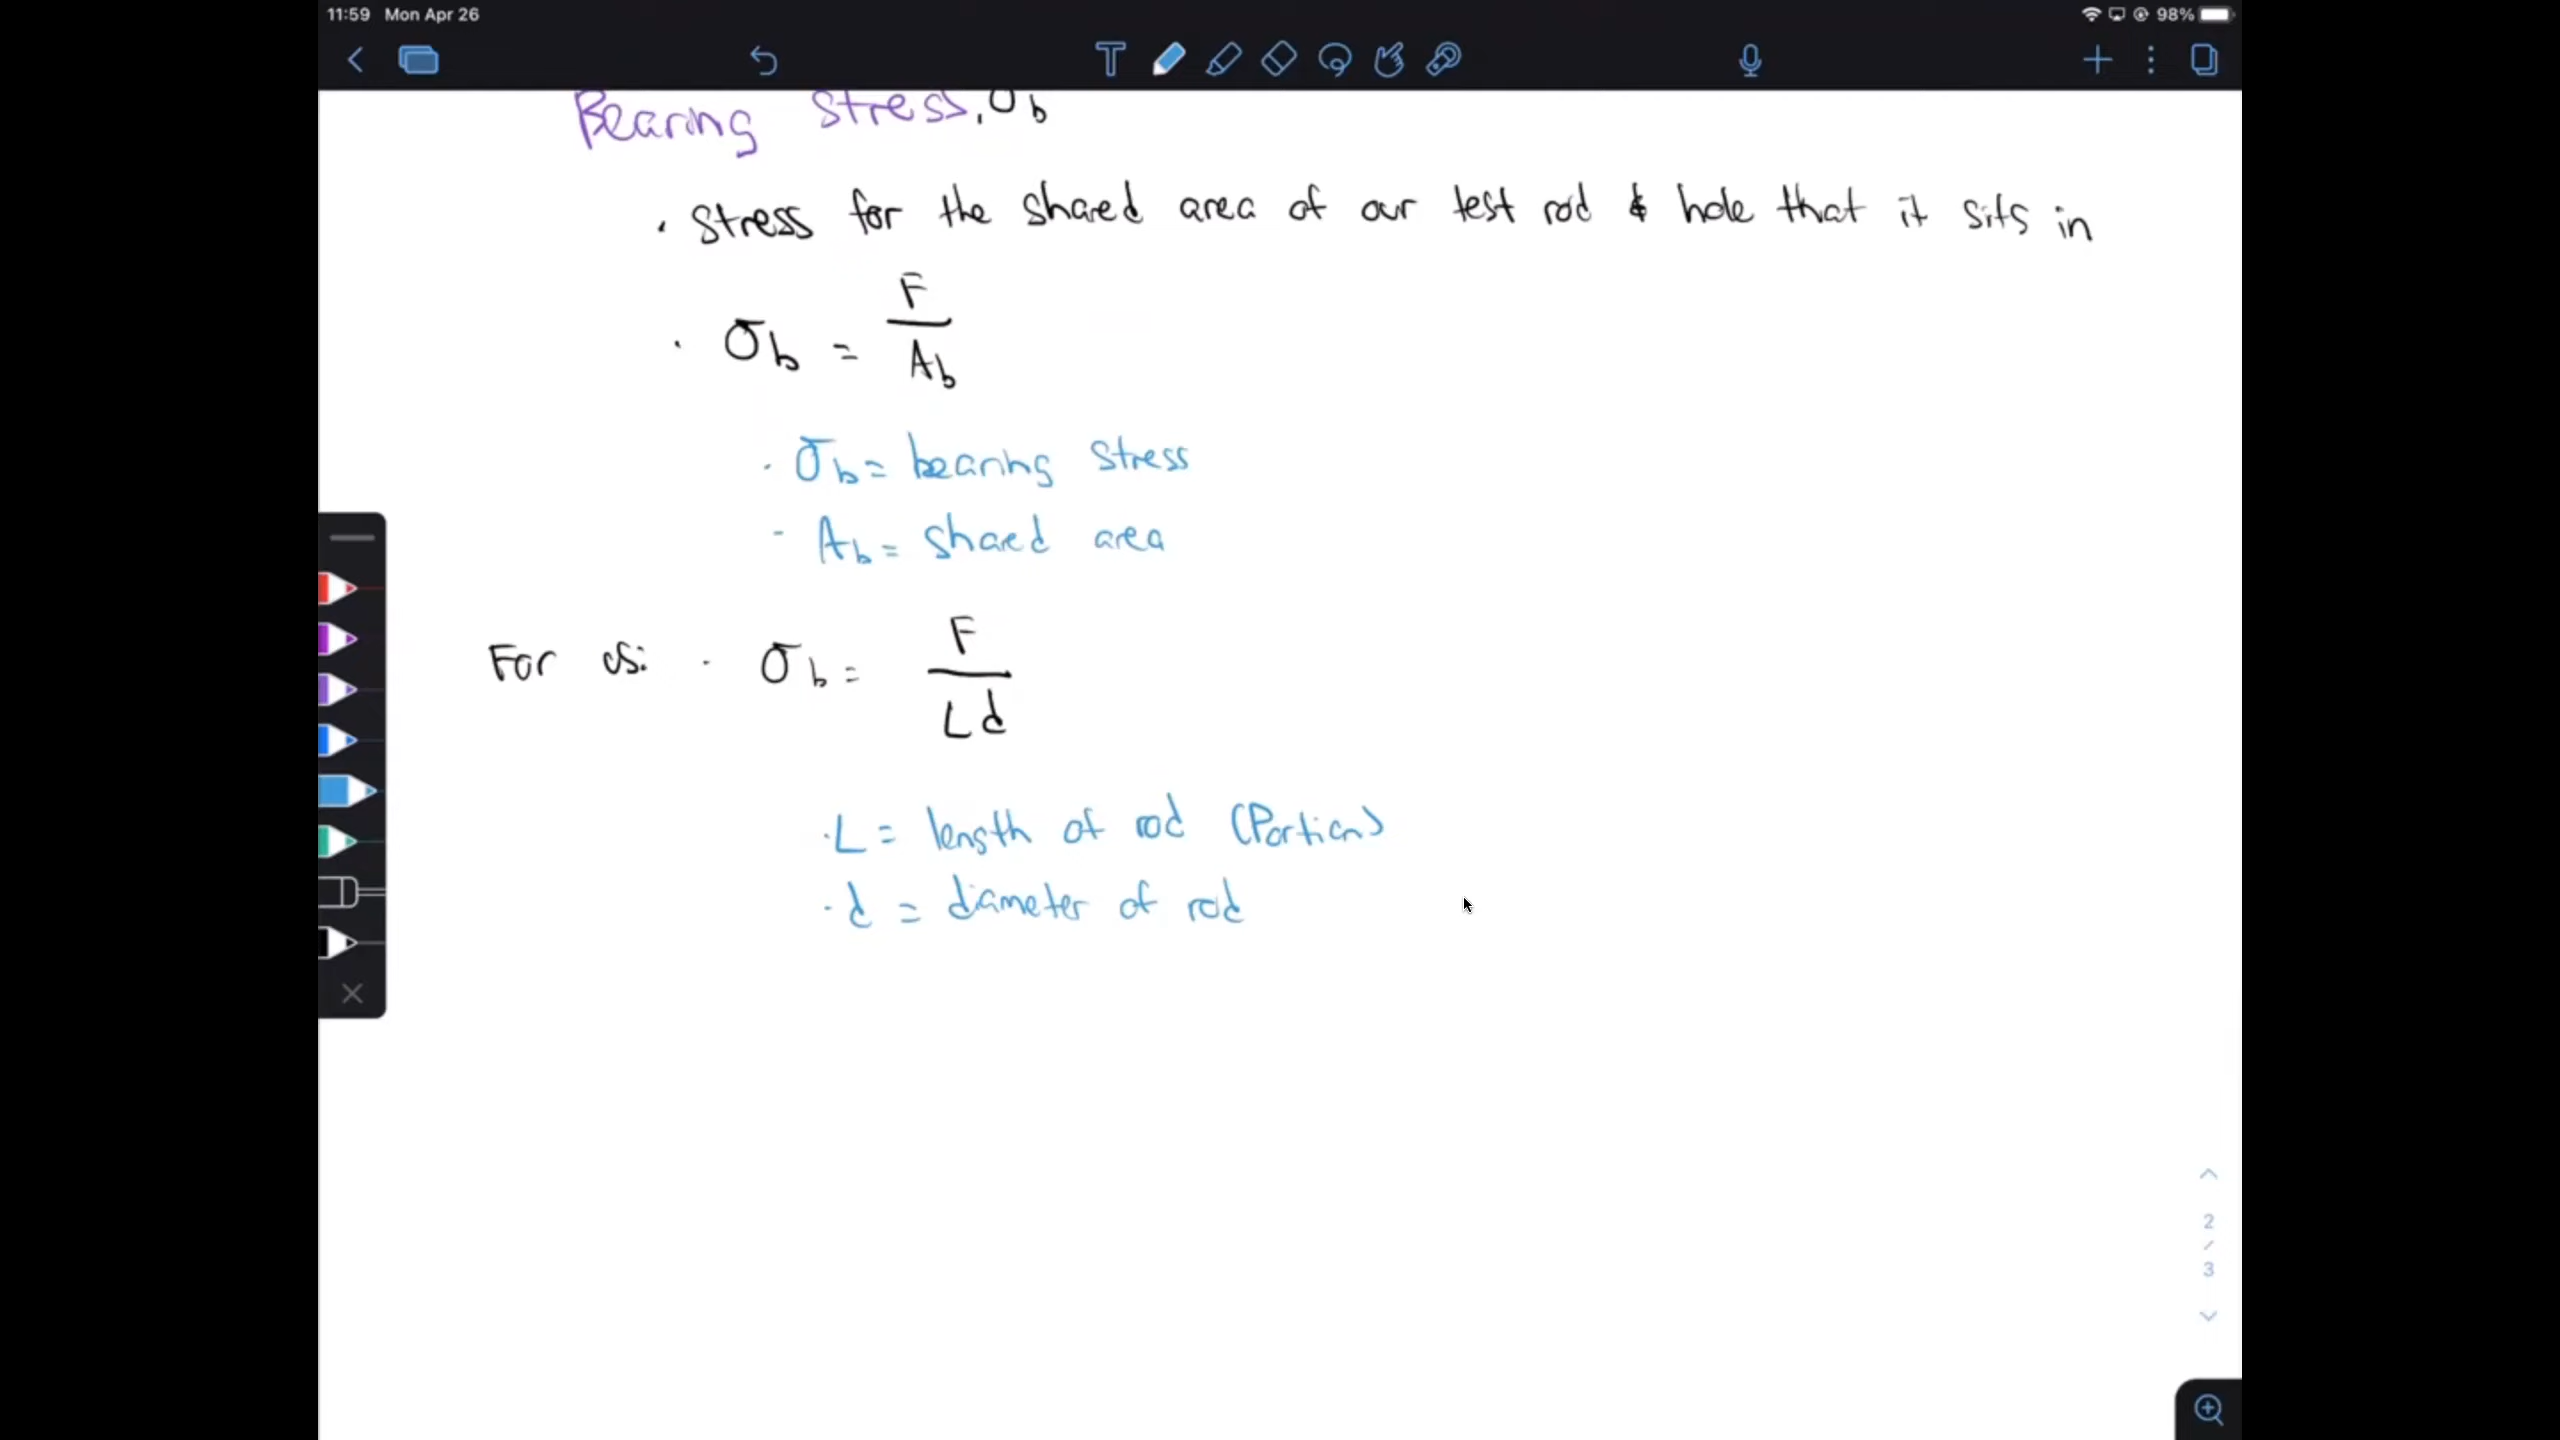 11:59 Mon Apr 26
98%
T
Bearing Stress, σb
· Stress for the shared area of our test rod & hole that it sits in
· σb = F / Ab
· σb = bearing stress
- Ab = shared area
For us: · σb = F / Ld
· L = length of rod (Portion)
· d = diameter of rod
2
/
3